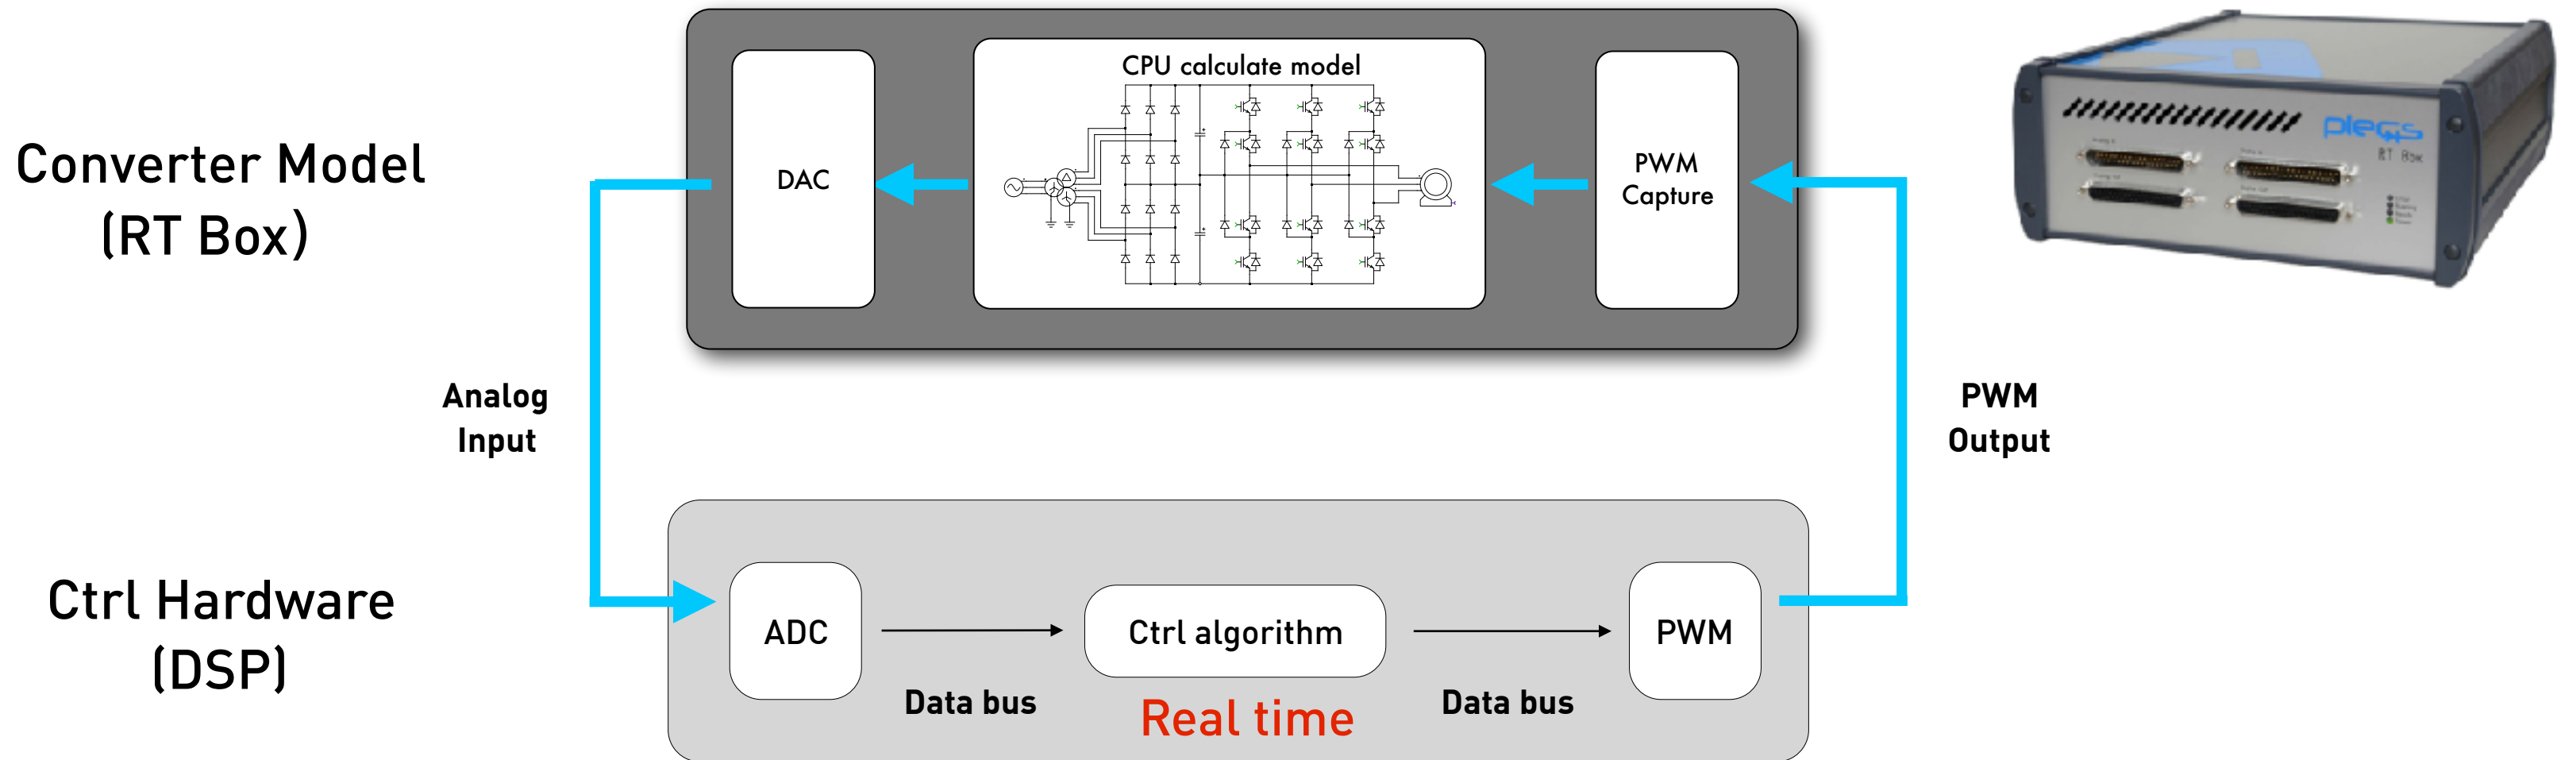 Converter Model
(RT Box)
DAC
CPU calculate model
PWM
Capture
plecs
RT Box
Analog
Input
PWM
Output
Ctrl Hardware
(DSP)
ADC
Data bus
Ctrl algorithm
Real time
Data bus
PWM